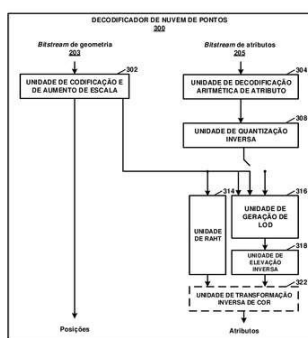 DECODIFICADOR DE NUVEM DE PONTOS
300
Bitstream de geometria
203
Bitstream de atributos
205
302
UNIDADE DE CODIFICAÇÃO E
DE AUMENTO DE ESCALA
304
UNIDADE DE DECODIFICAÇÃO
ARITMÉTICA DE ATRIBUTO
308
UNIDADE DE QUANTIZAÇÃO
INVERSA
314
UNIDADE
DE RAHT
316
UNIDADE DE
GERAÇÃO DE
LOD
318
UNIDADE DE
ELEVAÇÃO
INVERSA
322
UNIDADE DE TRANSFORMAÇÃO
INVERSA DE COR
Posições
Atributos